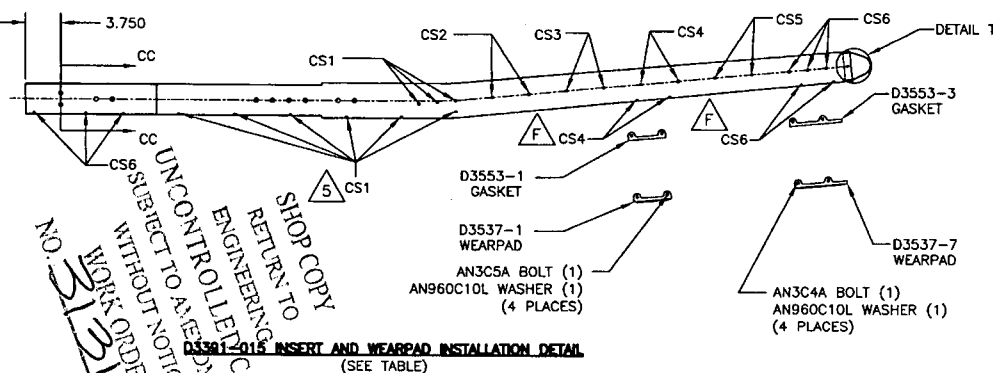 3.750
CC
CC
CS1
CS2
CS3
CS4
CS5
CS6
DETAIL
D3553-3
GASKET
F
CS4
F
CS6
CS6
5
CS1
D3553-1
GASKET
D3537-1
WEARPAD
AN3C5A BOLT (1)
AN960C10L WASHER (1)
(4 PLACES)
D3537-7
WEARPAD
AN3C4A BOLT (1)
AN960C10L WASHER (1)
(4 PLACES)
SHOP COPY
RETURN TO
ENGINEERING
SUBJECT TO
WITHOUT
WORK
NO.
D3391-015 INSERT AND WEARPAD INSTALLATION DETAIL
(SEE TABLE)